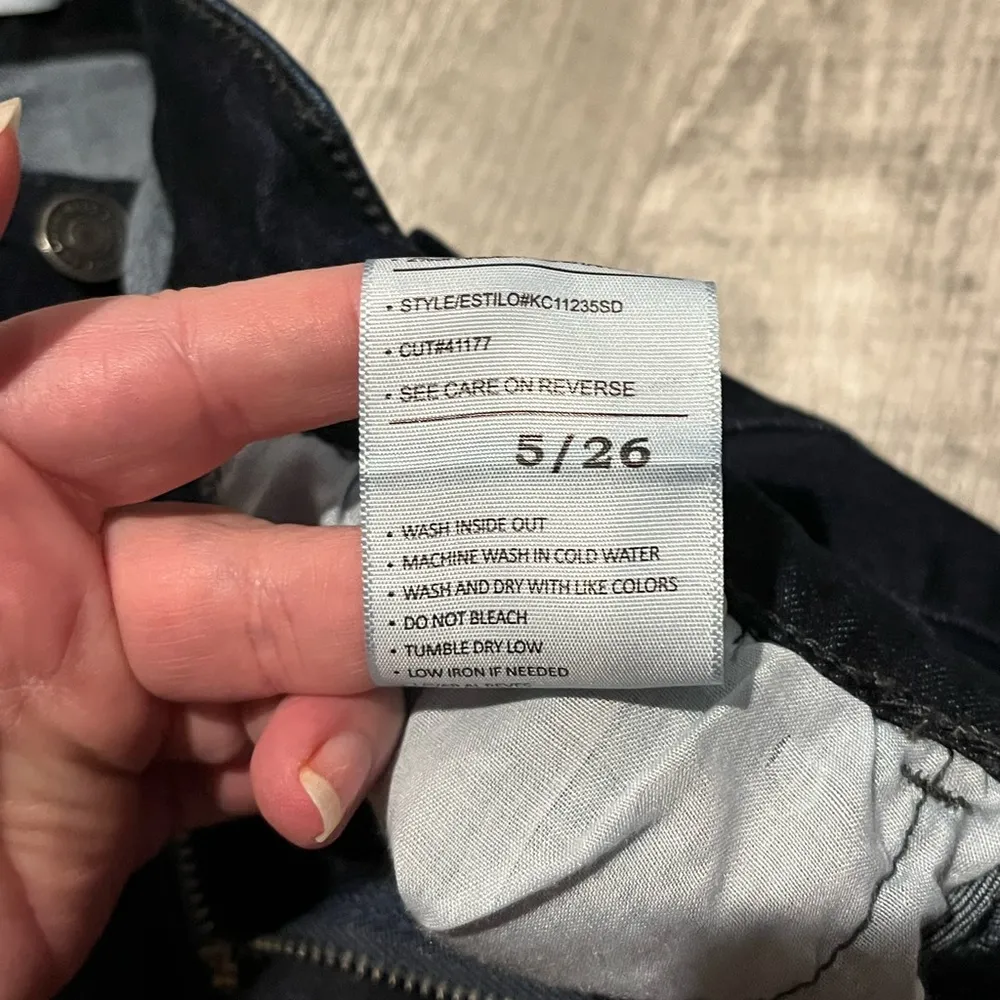 • STYLE/ESTILO#KC11235SD
• CUT#41177
• SEE CARE ON REVERSE
5/26
• WASH INSIDE OUT
• MACHINE WASH IN COLD WATER
• WASH AND DRY WITH LIKE COLORS
• DO NOT BLEACH
• TUMBLE DRY LOW
• LOW IRON IF NEEDED